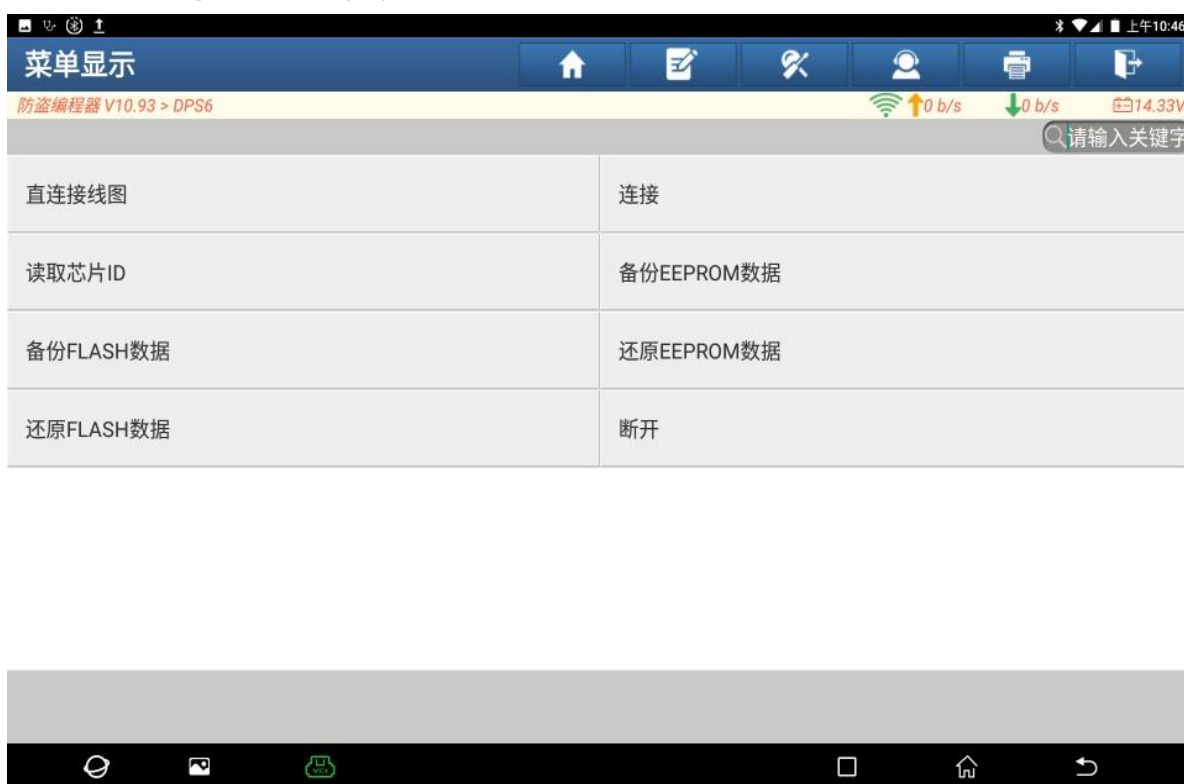 上午10:46
菜单显示
防盗编程器 V10.93 > DPS6
0 b/s
0 b/s
14.33V
请输入关键字
直连接线图
连接
读取芯片ID
备份EEPROM数据
备份FLASH数据
还原EEPROM数据
还原FLASH数据
断开
VCI